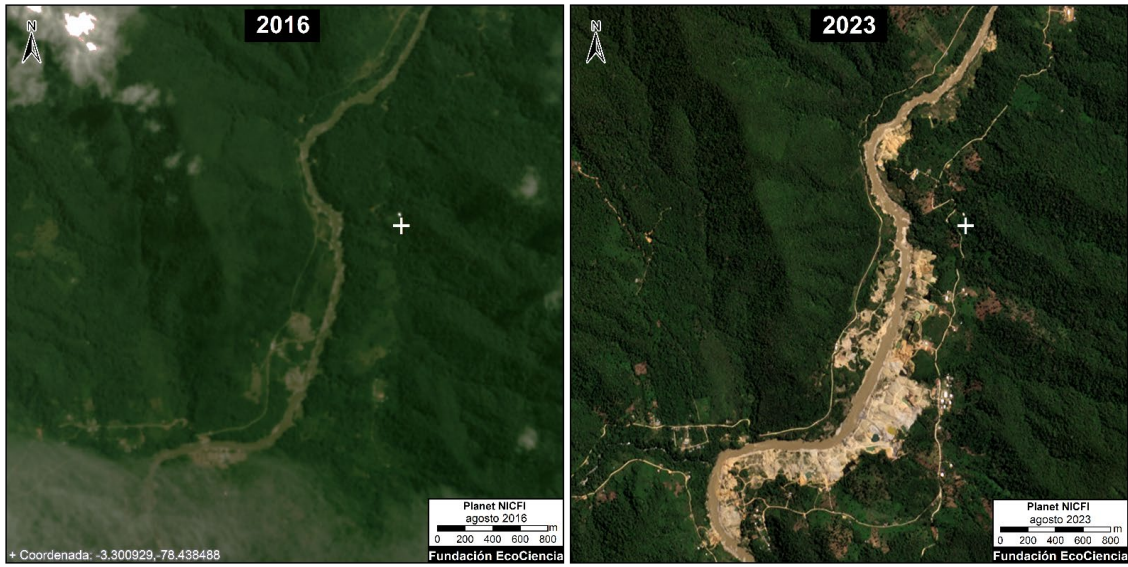 2016
N
Planet NICFI
agosto 2016
0 200 400 600 800 m
+ Coordenada: -3.300929,-78.438488
Fundación EcoCiencia
2023
N
Planet NICFI
agosto 2023
0 200 400 600 800 m
Fundación EcoCiencia